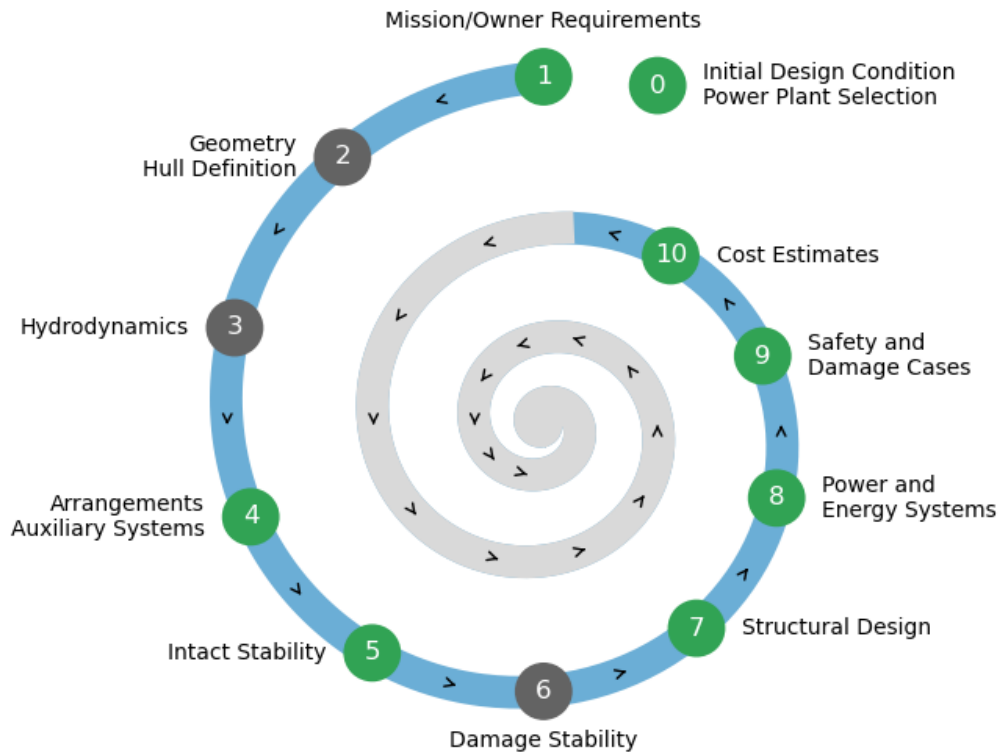 Mission/Owner Requirements
1
0
Initial Design Condition
Power Plant Selection
2
Geometry
Hull Definition
3
Hydrodynamics
4
Arrangements
Auxiliary Systems
5
Intact Stability
6
Damage Stability
7
Structural Design
8
Power and
Energy Systems
9
Safety and
Damage Cases
10
Cost Estimates